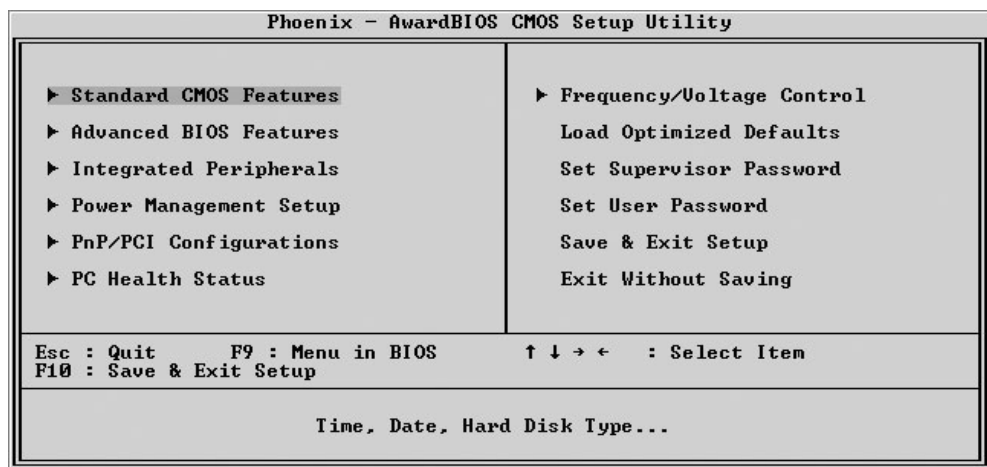 Phoenix - AwardBIOS CMOS Setup Utility
▶ Standard CMOS Features
▶ Advanced BIOS Features
▶ Integrated Peripherals
▶ Power Management Setup
▶ PnP/PCI Configurations
▶ PC Health Status
▶ Frequency/Voltage Control
Load Optimized Defaults
Set Supervisor Password
Set User Password
Save & Exit Setup
Exit Without Saving
Esc : Quit F9 : Menu in BIOS ↑ ↓ → ← : Select Item
F10 : Save & Exit Setup
Time, Date, Hard Disk Type...